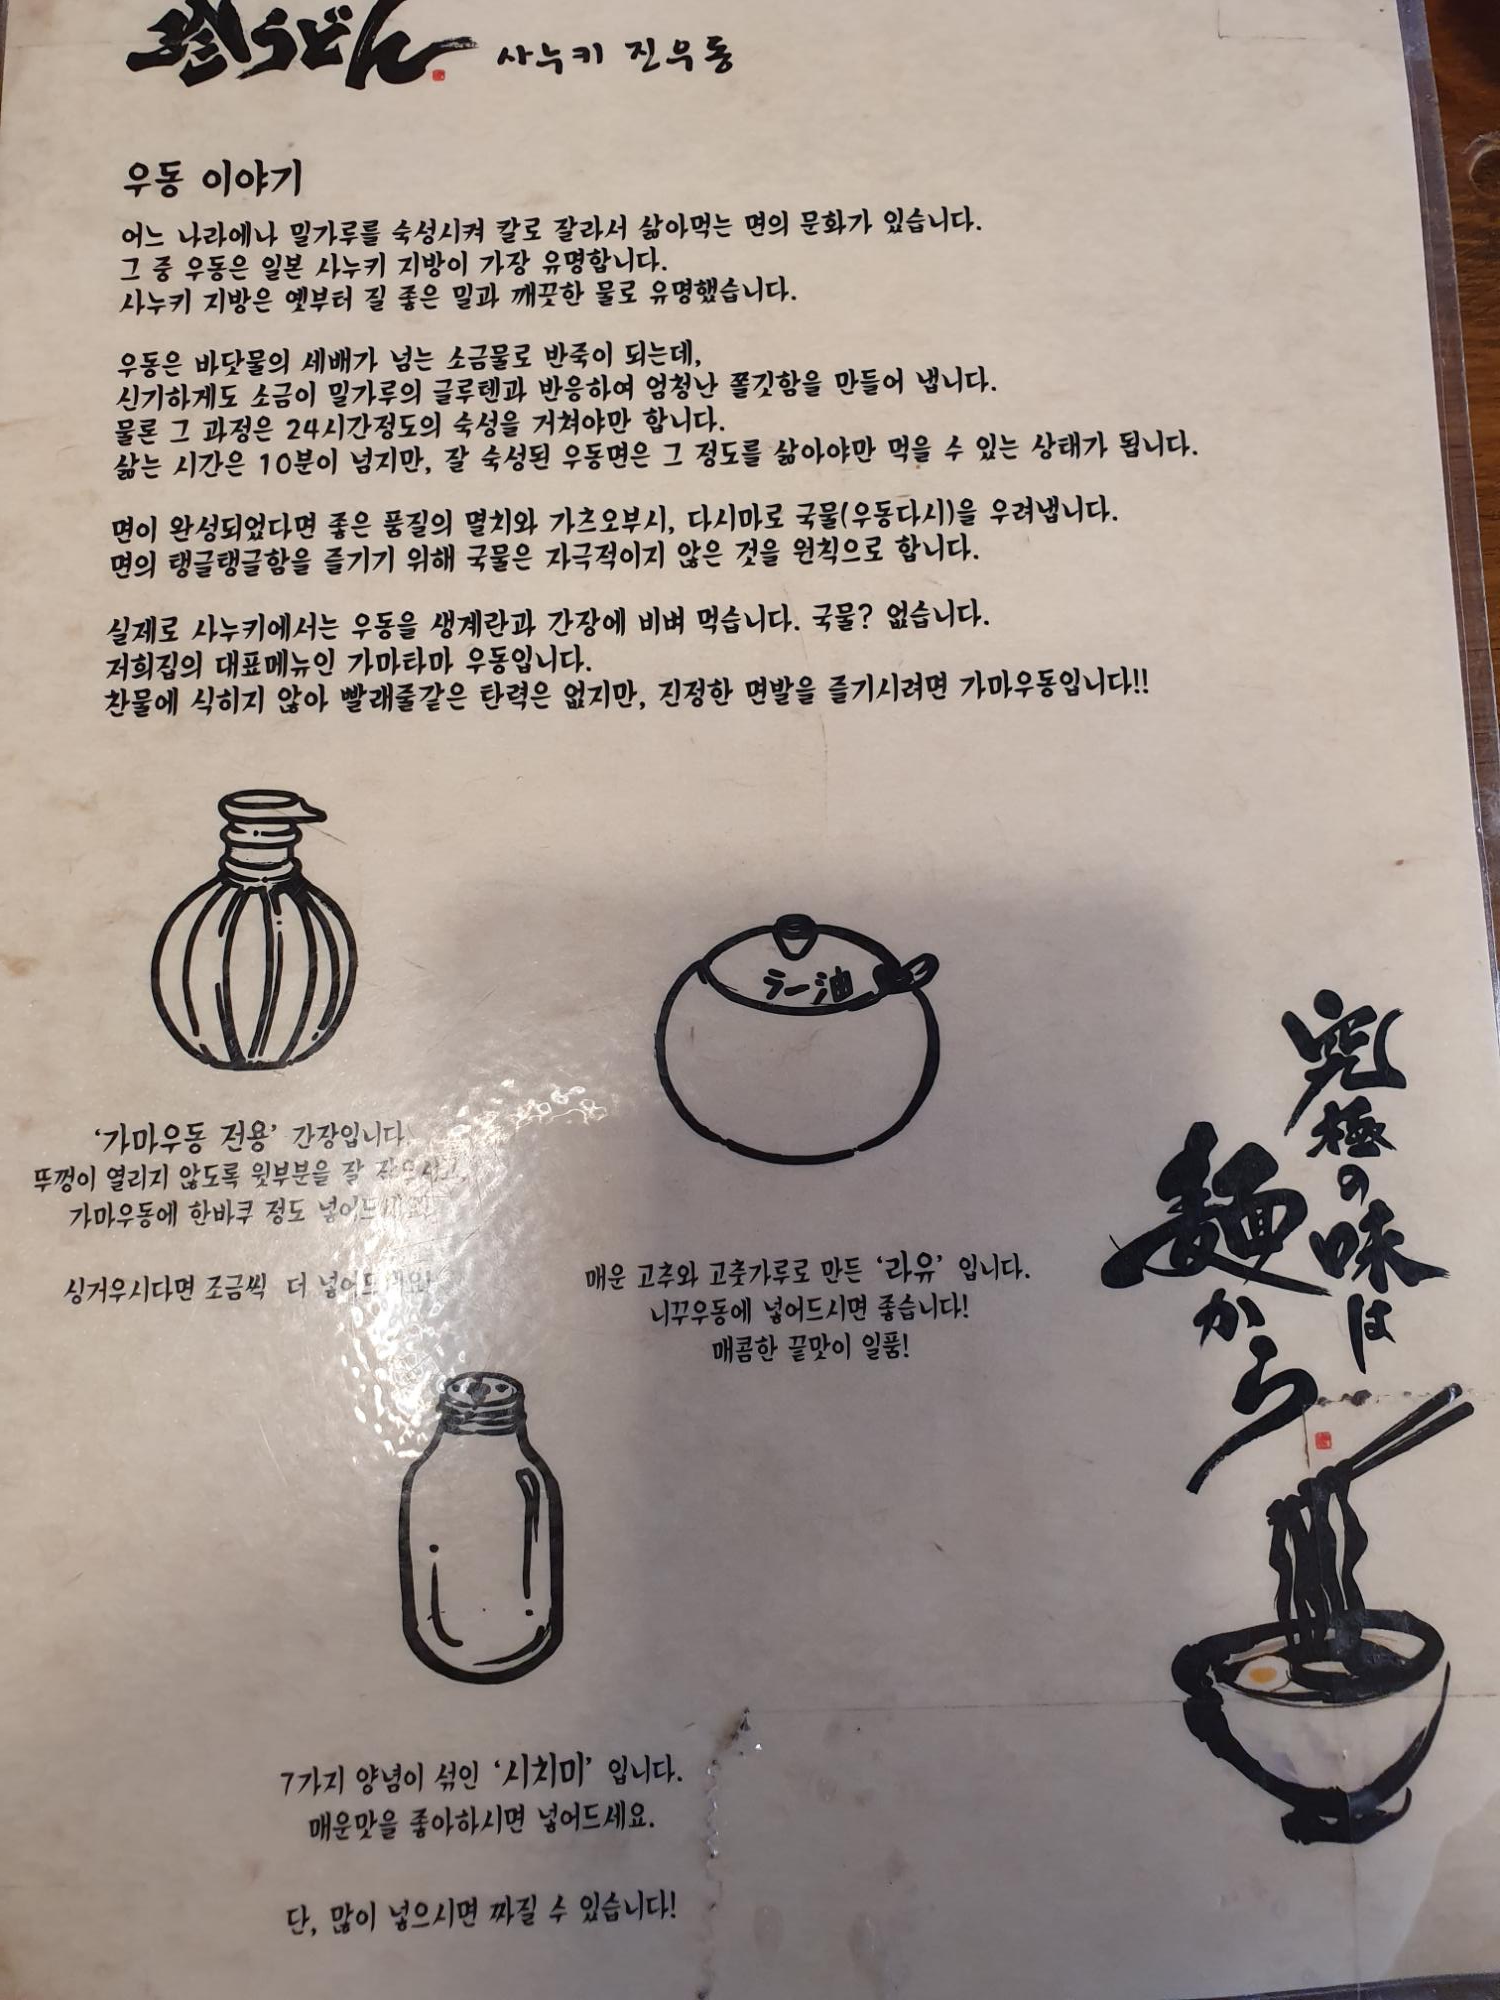 うどん 사누키 진우동
우동 이야기
어느 나라에나 밀가루를 숙성시켜 칼로 잘라서 삶아먹는 면의 문화가 있습니다.
그 중 우동은 일본 사누키 지방이 가장 유명합니다.
사누키 지방은 옛부터 질 좋은 밀과 깨끗한 물로 유명했습니다.
우동은 바닷물의 세배가 넘는 소금물로 반죽이 되는데,
신기하게도 소금이 밀가루의 글루텐과 반응하여 엄청난 쫄깃함을 만들어 냅니다.
물론 그 과정은 24시간정도의 숙성을 거쳐야만 합니다.
삶는 시간은 10분이 넘지만, 잘 숙성된 우동면은 그 정도를 삶아야만 먹을 수 있는 상태가 됩니다.
면이 완성되었다면 좋은 품질의 멸치와 가츠오부시, 다시마로 국물(우동다시)을 우려냅니다.
면의 탱글탱글함을 즐기기 위해 국물은 자극적이지 않은 것을 원칙으로 합니다.
실제로 사누키에서는 우동을 생계란과 간장에 비벼 먹습니다. 국물? 없습니다.
저희집의 대표메뉴인 가마타마 우동입니다.
찬물에 식히지 않아 빨래줄같은 탄력은 없지만, 진정한 면발을 즐기시려면 가마우동입니다!!
ラー油
'가마우동 전용' 간장입니다.
뚜껑이 열리지 않도록 윗부분을 잘
가마우동에 한바쿠 정도
싱거우시다면 조금씩 더
매운 고추와 고춧가루로 만든 '라유' 입니다.
니꾸우동에 넣어드시면 좋습니다!
매콤한 끝맛이 일품!
究極の味は
麺から
7가지 양념이 섞인 '시치미' 입니다.
매운맛을 좋아하시면 넣어드세요.
단, 많이 넣으시면 짜질 수 있습니다!